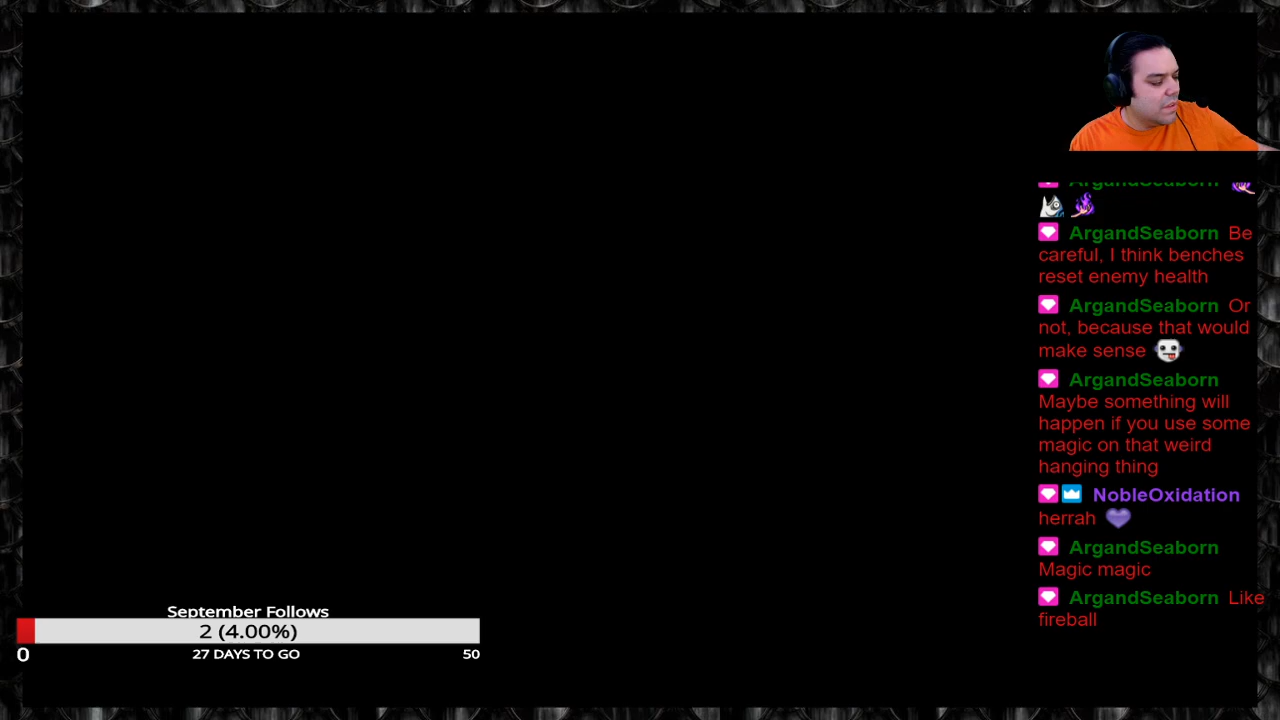 ArgandSeaborn
ArgandSeaborn Be
careful, I think benches
reset enemy health
ArgandSeaborn Or
not, because that would
make sense
ArgandSeaborn
Maybe something will
happen if you use some
magic on that weird
hanging thing
NobleOxidation
herrah
ArgandSeaborn
Magic magic
ArgandSeaborn Like
fireball
September Follows
2 (4.00%)
0 27 DAYS TO GO 50